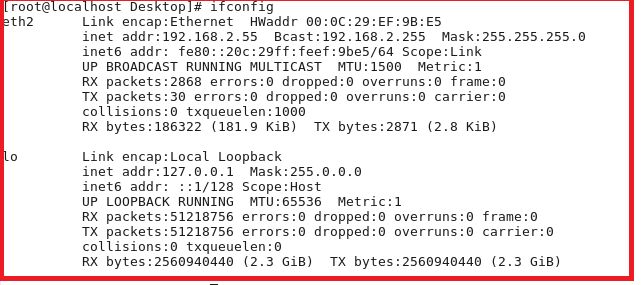 [root@localhost Desktop]# ifconfig
eth2      Link encap:Ethernet  HWaddr 00:0C:29:EF:9B:E5
          inet addr:192.168.2.55  Bcast:192.168.2.255  Mask:255.255.255.0
          inet6 addr: fe80::20c:29ff:feef:9be5/64 Scope:Link
          UP BROADCAST RUNNING MULTICAST  MTU:1500  Metric:1
          RX packets:2868 errors:0 dropped:0 overruns:0 frame:0
          TX packets:30 errors:0 dropped:0 overruns:0 carrier:0
          collisions:0 txqueuelen:1000
          RX bytes:186322 (181.9 KiB)  TX bytes:2871 (2.8 KiB)

lo        Link encap:Local Loopback
          inet addr:127.0.0.1  Mask:255.0.0.0
          inet6 addr: ::1/128 Scope:Host
          UP LOOPBACK RUNNING  MTU:65536  Metric:1
          RX packets:51218756 errors:0 dropped:0 overruns:0 frame:0
          TX packets:51218756 errors:0 dropped:0 overruns:0 carrier:0
          collisions:0 txqueuelen:0
          RX bytes:2560940440 (2.3 GiB)  TX bytes:2560940440 (2.3 GiB)